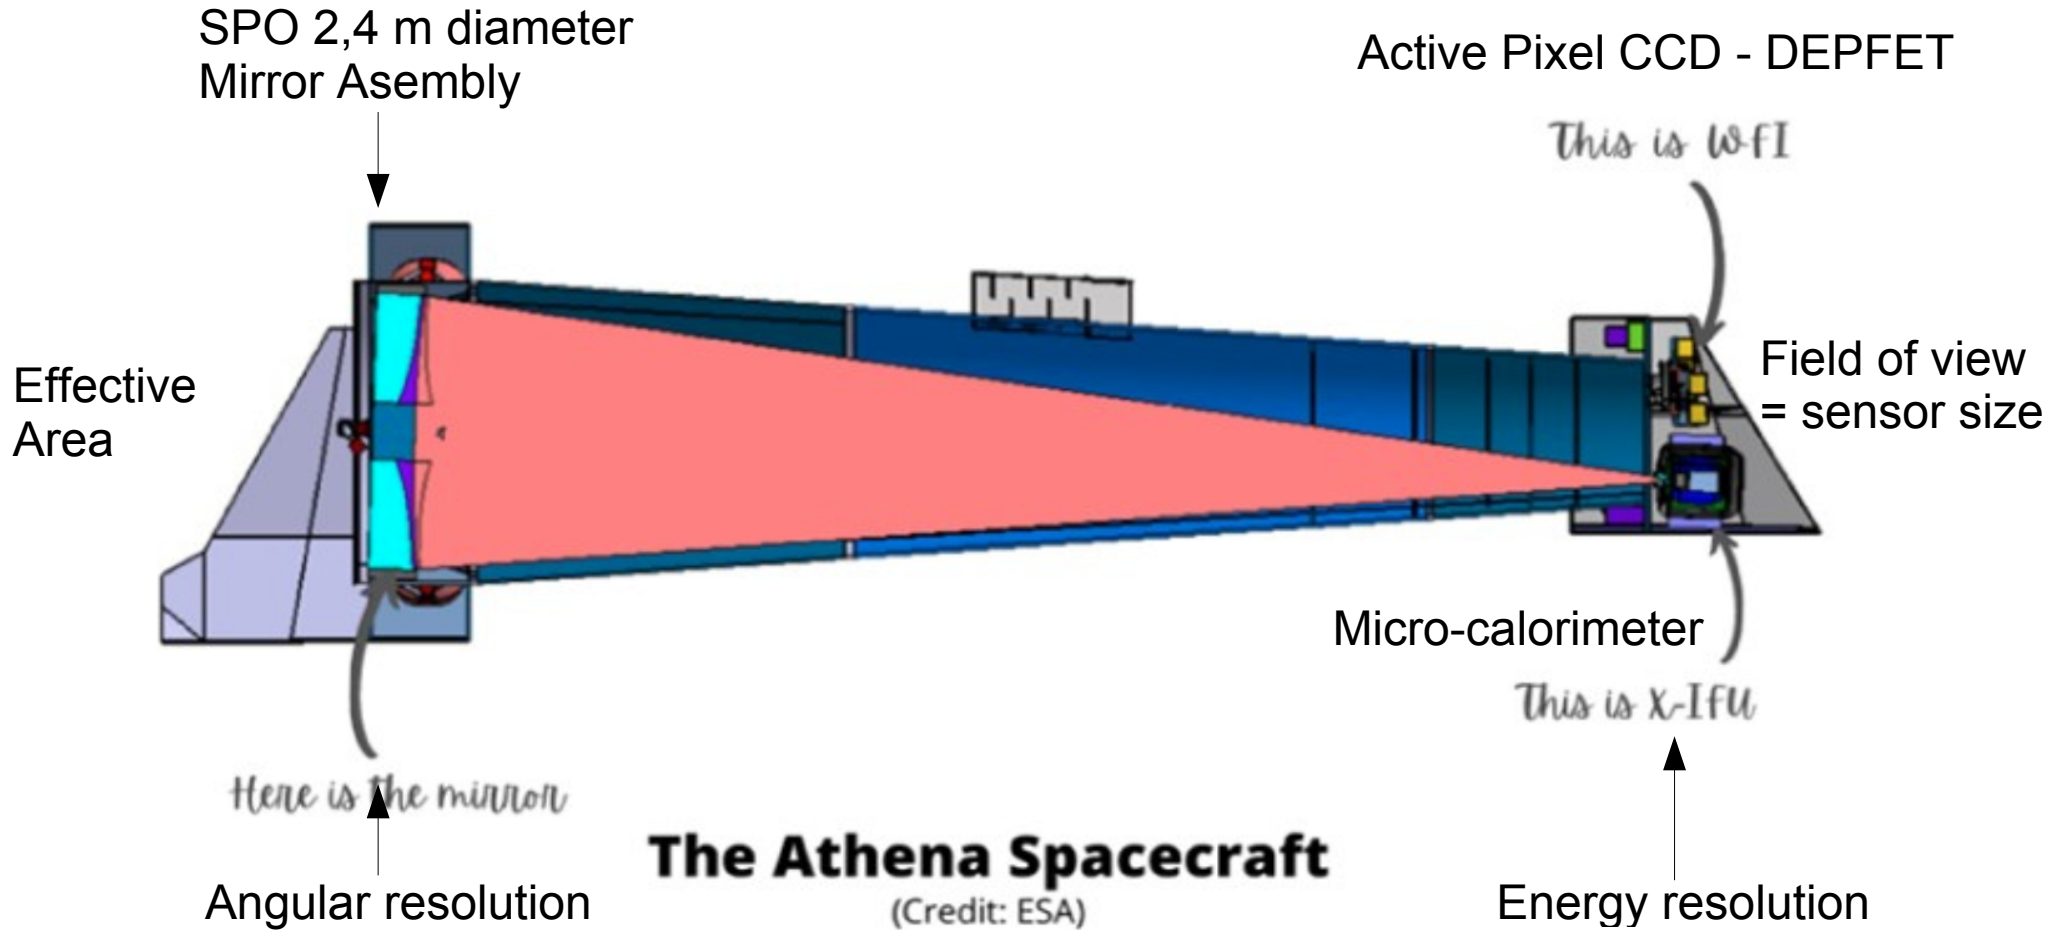 SPO 2,4 m diameter
Mirror Asembly
Active Pixel CCD - DEPFET
This is WFI
Effective
Area
Field of view
= sensor size
Micro-calorimeter
This is X-IFU
Here is the mirror
The Athena Spacecraft
(Credit: ESA)
Angular resolution
Energy resolution